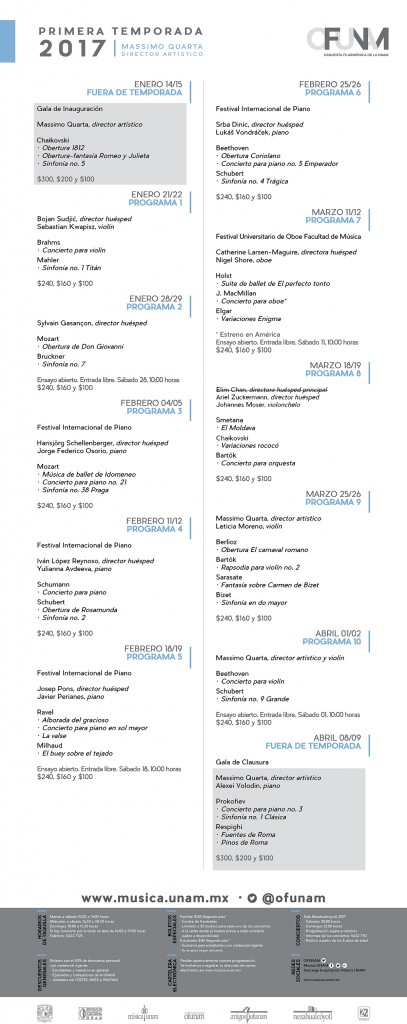 PRIMERA TEMPORADA
2017 | MASSIMO QUARTA
DIRECTOR ARTÍSTICO
OFUNAM
ORQUESTA FILARMÓNICA DE LA UNAM
ENERO 14/15
FUERA DE TEMPORADA
Gala de Inauguración
Massimo Quarta, director artístico
Chaikovski
· Obertura 1812
· Obertura-fantasía Romeo y Julieta
· Sinfonía no. 5
$300, $200 y $100
ENERO 21/22
PROGRAMA 1
Bojan Sudjić, director huésped
Sebastian Kwapisz, violín
Brahms
· Concierto para violín
Mahler
· Sinfonía no. 1 Titán
$240, $160 y $100
ENERO 28/29
PROGRAMA 2
Sylvain Gasançon, director huésped
Mozart
· Obertura de Don Giovanni
Bruckner
· Sinfonía no. 7
Ensayo abierto. Entrada libre. Sábado 28, 10:00 horas
$240, $160 y $100
FEBRERO 04/05
PROGRAMA 3
Festival Internacional de Piano
Hansjörg Schellenberger, director huésped
Jorge Federico Osorio, piano
Mozart
· Música de ballet de Idomeneo
· Concierto para piano no. 21
· Sinfonía no. 38 Praga
$240, $160 y $100
FEBRERO 11/12
PROGRAMA 4
Festival Internacional de Piano
Iván López Reynoso, director huésped
Yulianna Avdeeva, piano
Schumann
· Concierto para piano
Schubert
· Obertura de Rosamunda
· Sinfonía no. 2
$240, $160 y $100
FEBRERO 18/19
PROGRAMA 5
Festival Internacional de Piano
Josep Pons, director huésped
Javier Perianes, piano
Ravel
· Alborada del gracioso
· Concierto para piano en sol mayor
· La valse
Milhaud
· El buey sobre el tejado
Ensayo abierto. Entrada libre. Sábado 18, 10:00 horas
$240, $160 y $100
FEBRERO 25/26
PROGRAMA 6
Festival Internacional de Piano
Srba Dinic, director huésped
Lukáš Vondráček, piano
Beethoven
· Obertura Coriolano
· Concierto para piano no. 5 Emperador
Schubert
· Sinfonía no. 4 Trágica
$240, $160 y $100
MARZO 11/12
PROGRAMA 7
Festival Universitario de Oboe Facultad de Música
Catherine Larsen-Maguire, directora huésped
Nigel Shore, oboe
Holst
· Suite de ballet de El perfecto tonto
J. MacMillan
· Concierto para oboe*
Elgar
· Variaciones Enigma
* Estreno en América
Ensayo abierto. Entrada libre. Sábado 11, 10:00 horas
$240, $160 y $100
MARZO 18/19
PROGRAMA 8
Elim Chan, directora huésped principal
Ariel Zuckermann, director huésped
Johannes Moser, violonchelo
Smetana
· El Moldava
Chaikovski
· Variaciones rococó
Bartók
· Concierto para orquesta
$240, $160 y $100
MARZO 25/26
PROGRAMA 9
Massimo Quarta, director artístico
Leticia Moreno, violín
Berlioz
· Obertura El carnaval romano
Bartók
· Rapsodia para violín no. 2
Sarasate
· Fantasía sobre Carmen de Bizet
Bizet
· Sinfonía en do mayor
$240, $160 y $100
ABRIL 01/02
PROGRAMA 10
Massimo Quarta, director artístico y violín
Beethoven
· Concierto para violín
Schubert
· Sinfonía no. 9 Grande
Ensayo abierto. Entrada libre. Sábado 01, 10:00 horas
$240, $160 y $100
ABRIL 08/09
FUERA DE TEMPORADA
Gala de Clausura
Massimo Quarta, director artístico
Alexei Volodin, piano
Prokofiev
· Concierto para piano no. 3
· Sinfonía no. 1 Clásica
Respighi
· Fuentes de Roma
· Pinos de Roma
$300, $200 y $100
www.musica.unam.mx · @ofunam
HORARIOS DE TAQUILLA
BOLETOS ESPECIALES
CONCIERTOS
DESCUENTOS GENERALES
CARTELERA ELECTRÓNICA
REDES SOCIALES
música unam